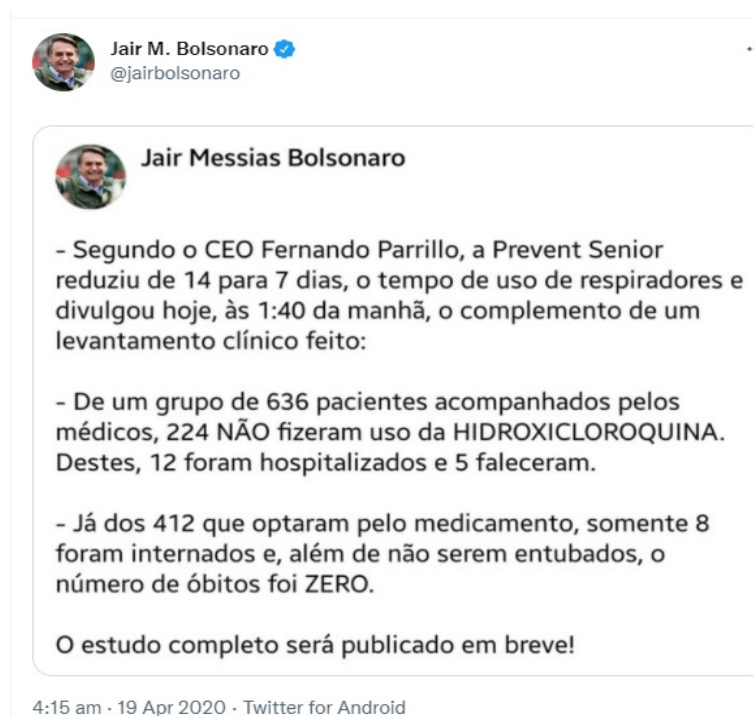 Jair M. Bolsonaro
@jairbolsonaro
Jair Messias Bolsonaro
- Segundo o CEO Fernando Parrillo, a Prevent Senior
reduziu de 14 para 7 dias, o tempo de uso de respiradores e
divulgou hoje, às 1:40 da manhã, o complemento de um
levantamento clínico feito:
- De um grupo de 636 pacientes acompanhados pelos
médicos, 224 NÃO fizeram uso da HIDROXICLOROQUINA.
Destes, 12 foram hospitalizados e 5 faleceram.
- Já dos 412 que optaram pelo medicamento, somente 8
foram internados e, além de não serem entubados, o
número de óbitos foi ZERO.
O estudo completo será publicado em breve!
4:15 am · 19 Apr 2020 · Twitter for Android